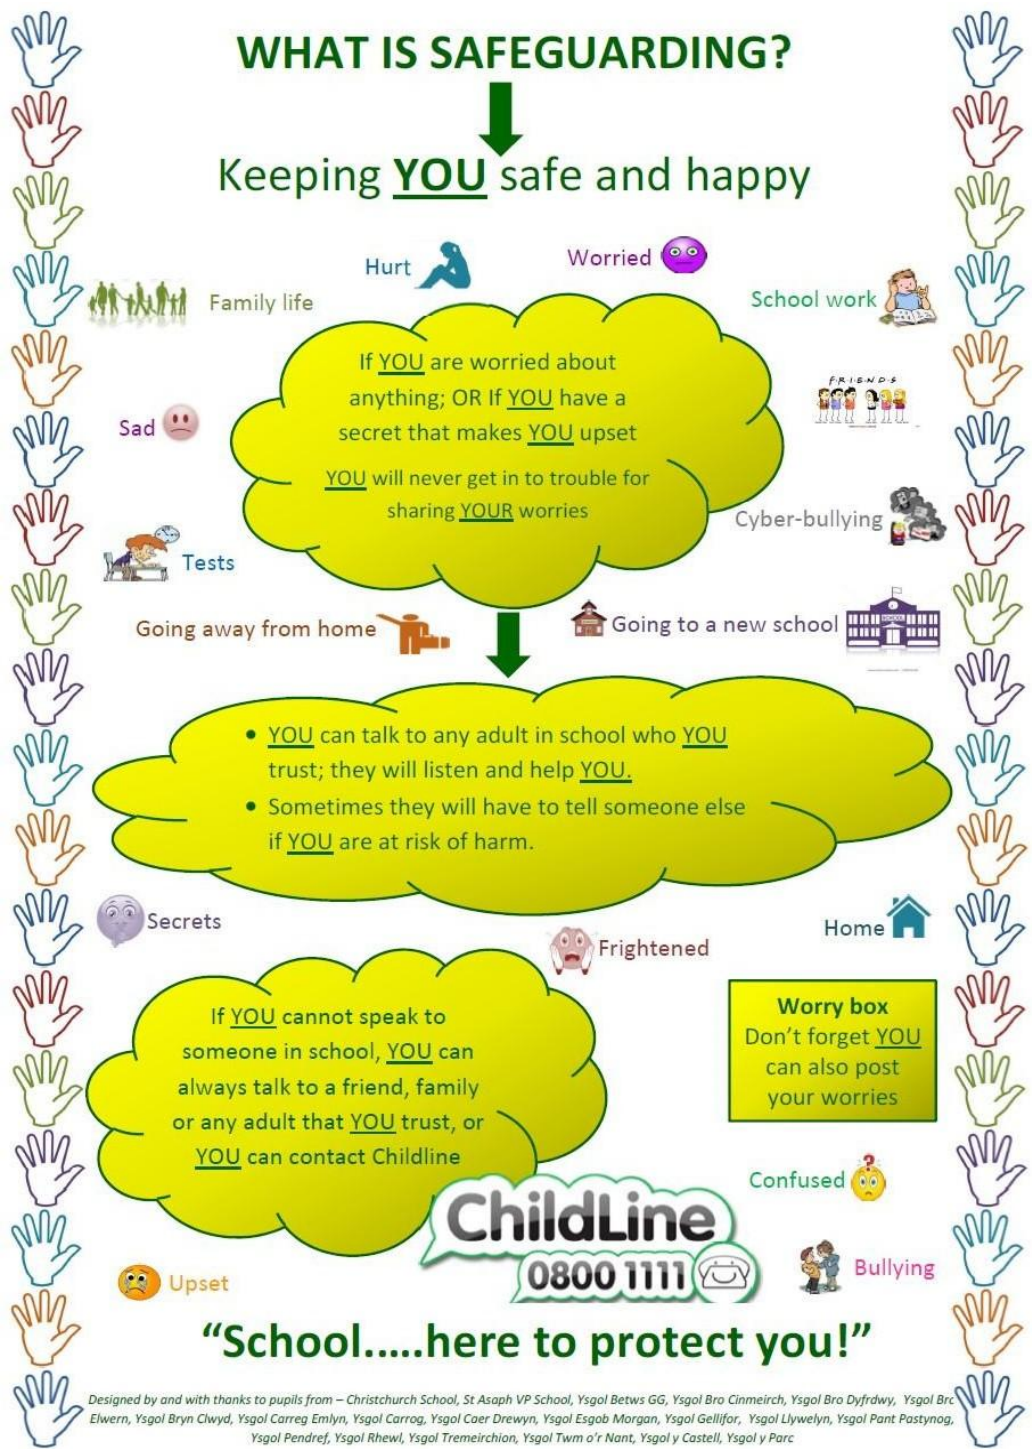 WHAT IS SAFEGUARDING?
Keeping YOU safe and happy
Hurt
Worried
Family life
School work
If YOU are worried about
anything; OR If YOU have a
secret that makes YOU upset
YOU will never get in to trouble for
sharing YOUR worries
F·R·I·E·N·D·S
Sad
Cyber-bullying
Tests
Going away from home
Going to a new school
SCHOOL
• YOU can talk to any adult in school who YOU
trust; they will listen and help YOU.
• Sometimes they will have to tell someone else
if YOU are at risk of harm.
Secrets
Frightened
Home
If YOU cannot speak to
someone in school, YOU can
always talk to a friend, family
or any adult that YOU trust, or
YOU can contact Childline
Worry box
Don't forget YOU
can also post
your worries
ChildLine
0800 1111
Confused
Bullying
Upset
"School.....here to protect you!"
Designed by and with thanks to pupils from – Christchurch School, St Asaph VP School, Ysgol Betws GG, Ysgol Bro Cinmeirch, Ysgol Bro Dyfrdwy, Ysgol Bro
Elwern, Ysgol Bryn Clwyd, Ysgol Carreg Emlyn, Ysgol Carrog, Ysgol Caer Drewyn, Ysgol Esgob Morgan, Ysgol Gellifor, Ysgol Llywelyn, Ysgol Pant Pastynog,
Ysgol Pendref, Ysgol Rhewl, Ysgol Tremeirchion, Ysgol Twm o'r Nant, Ysgol y Castell, Ysgol y Parc